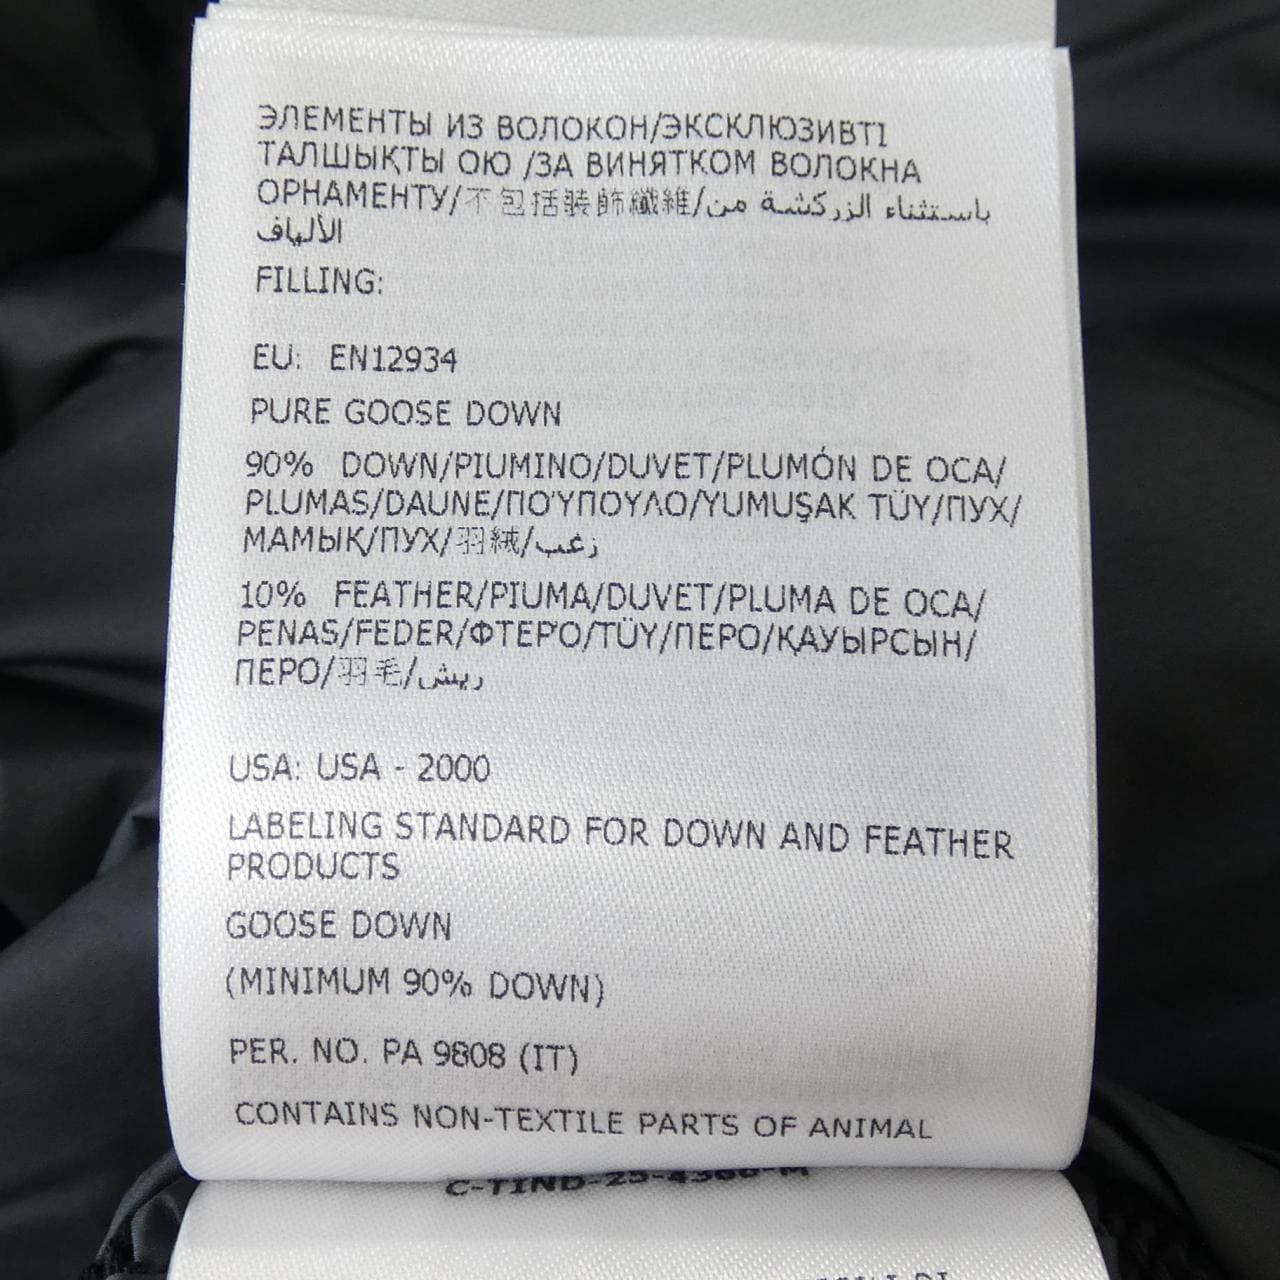 ЭЛЕМЕНТЫ ИЗ ВОЛОКОН/ЭКСКЛЮЗИВТІ
ТАЛШЫҚТЫ ОЮ /ЗА ВИНЯТКОМ ВОЛОКНА
ОРНАМЕНТУ/不包括裝飾纖維/باستثناء الزركشة من
الألياف
FILLING:
EU: EN12934
PURE GOOSE DOWN
90% DOWN/PIUMINO/DUVET/PLUMÓN DE OCA/
PLUMAS/DAUNE/ΠΟΎΠΟΥΛΟ/YUMUŞAK TÜY/ПУХ/
МАМЫҚ/ПУХ/羽絨/زغب
10% FEATHER/PIUMA/DUVET/PLUMA DE OCA/
PENAS/FEDER/ΦΤΕΡΌ/TÜY/ПЕРО/ҚАУЫРСЫН/
ПЕРО/羽毛/ريش
USA: USA - 2000
LABELING STANDARD FOR DOWN AND FEATHER
PRODUCTS
GOOSE DOWN
(MINIMUM 90% DOWN)
PER. NO. PA 9808 (IT)
CONTAINS NON-TEXTILE PARTS OF ANIMAL
C-TIND-25-4366-M